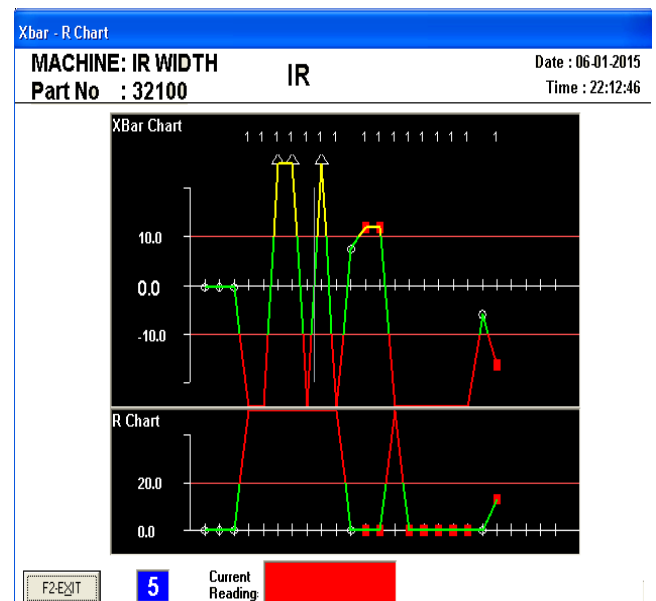 Xbar - R Chart
MACHINE: IR WIDTH
Part No : 32100
IR
Date : 06-01-2015
Time : 22:12:46
XBar Chart
1 1 1 1 1 1 1 1 1 1 1 1 1 1 1 1
10.0
0.0
-10.0
R Chart
20.0
0.0
F2-EXIT
5
Current
Reading: